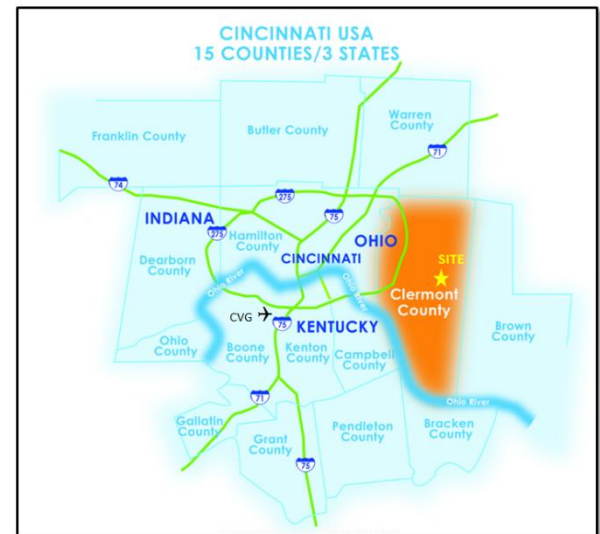 CINCINNATI USA
15 COUNTIES/3 STATES
Warren
County
Butler County
Franklin County
71
74
275
75
INDIANA
275
Hamilton
County
OHIO
CINCINNATI
SITE
Dearborn
County
Ohio River
Ohio River
Clermont
County
CVG
75
KENTUCKY
Brown
County
Ohio
County
Boone
County
Kenton
County
Campbell
County
71
Ohio River
Gallatin
County
Grant
County
Pendleton
County
Bracken
County
75